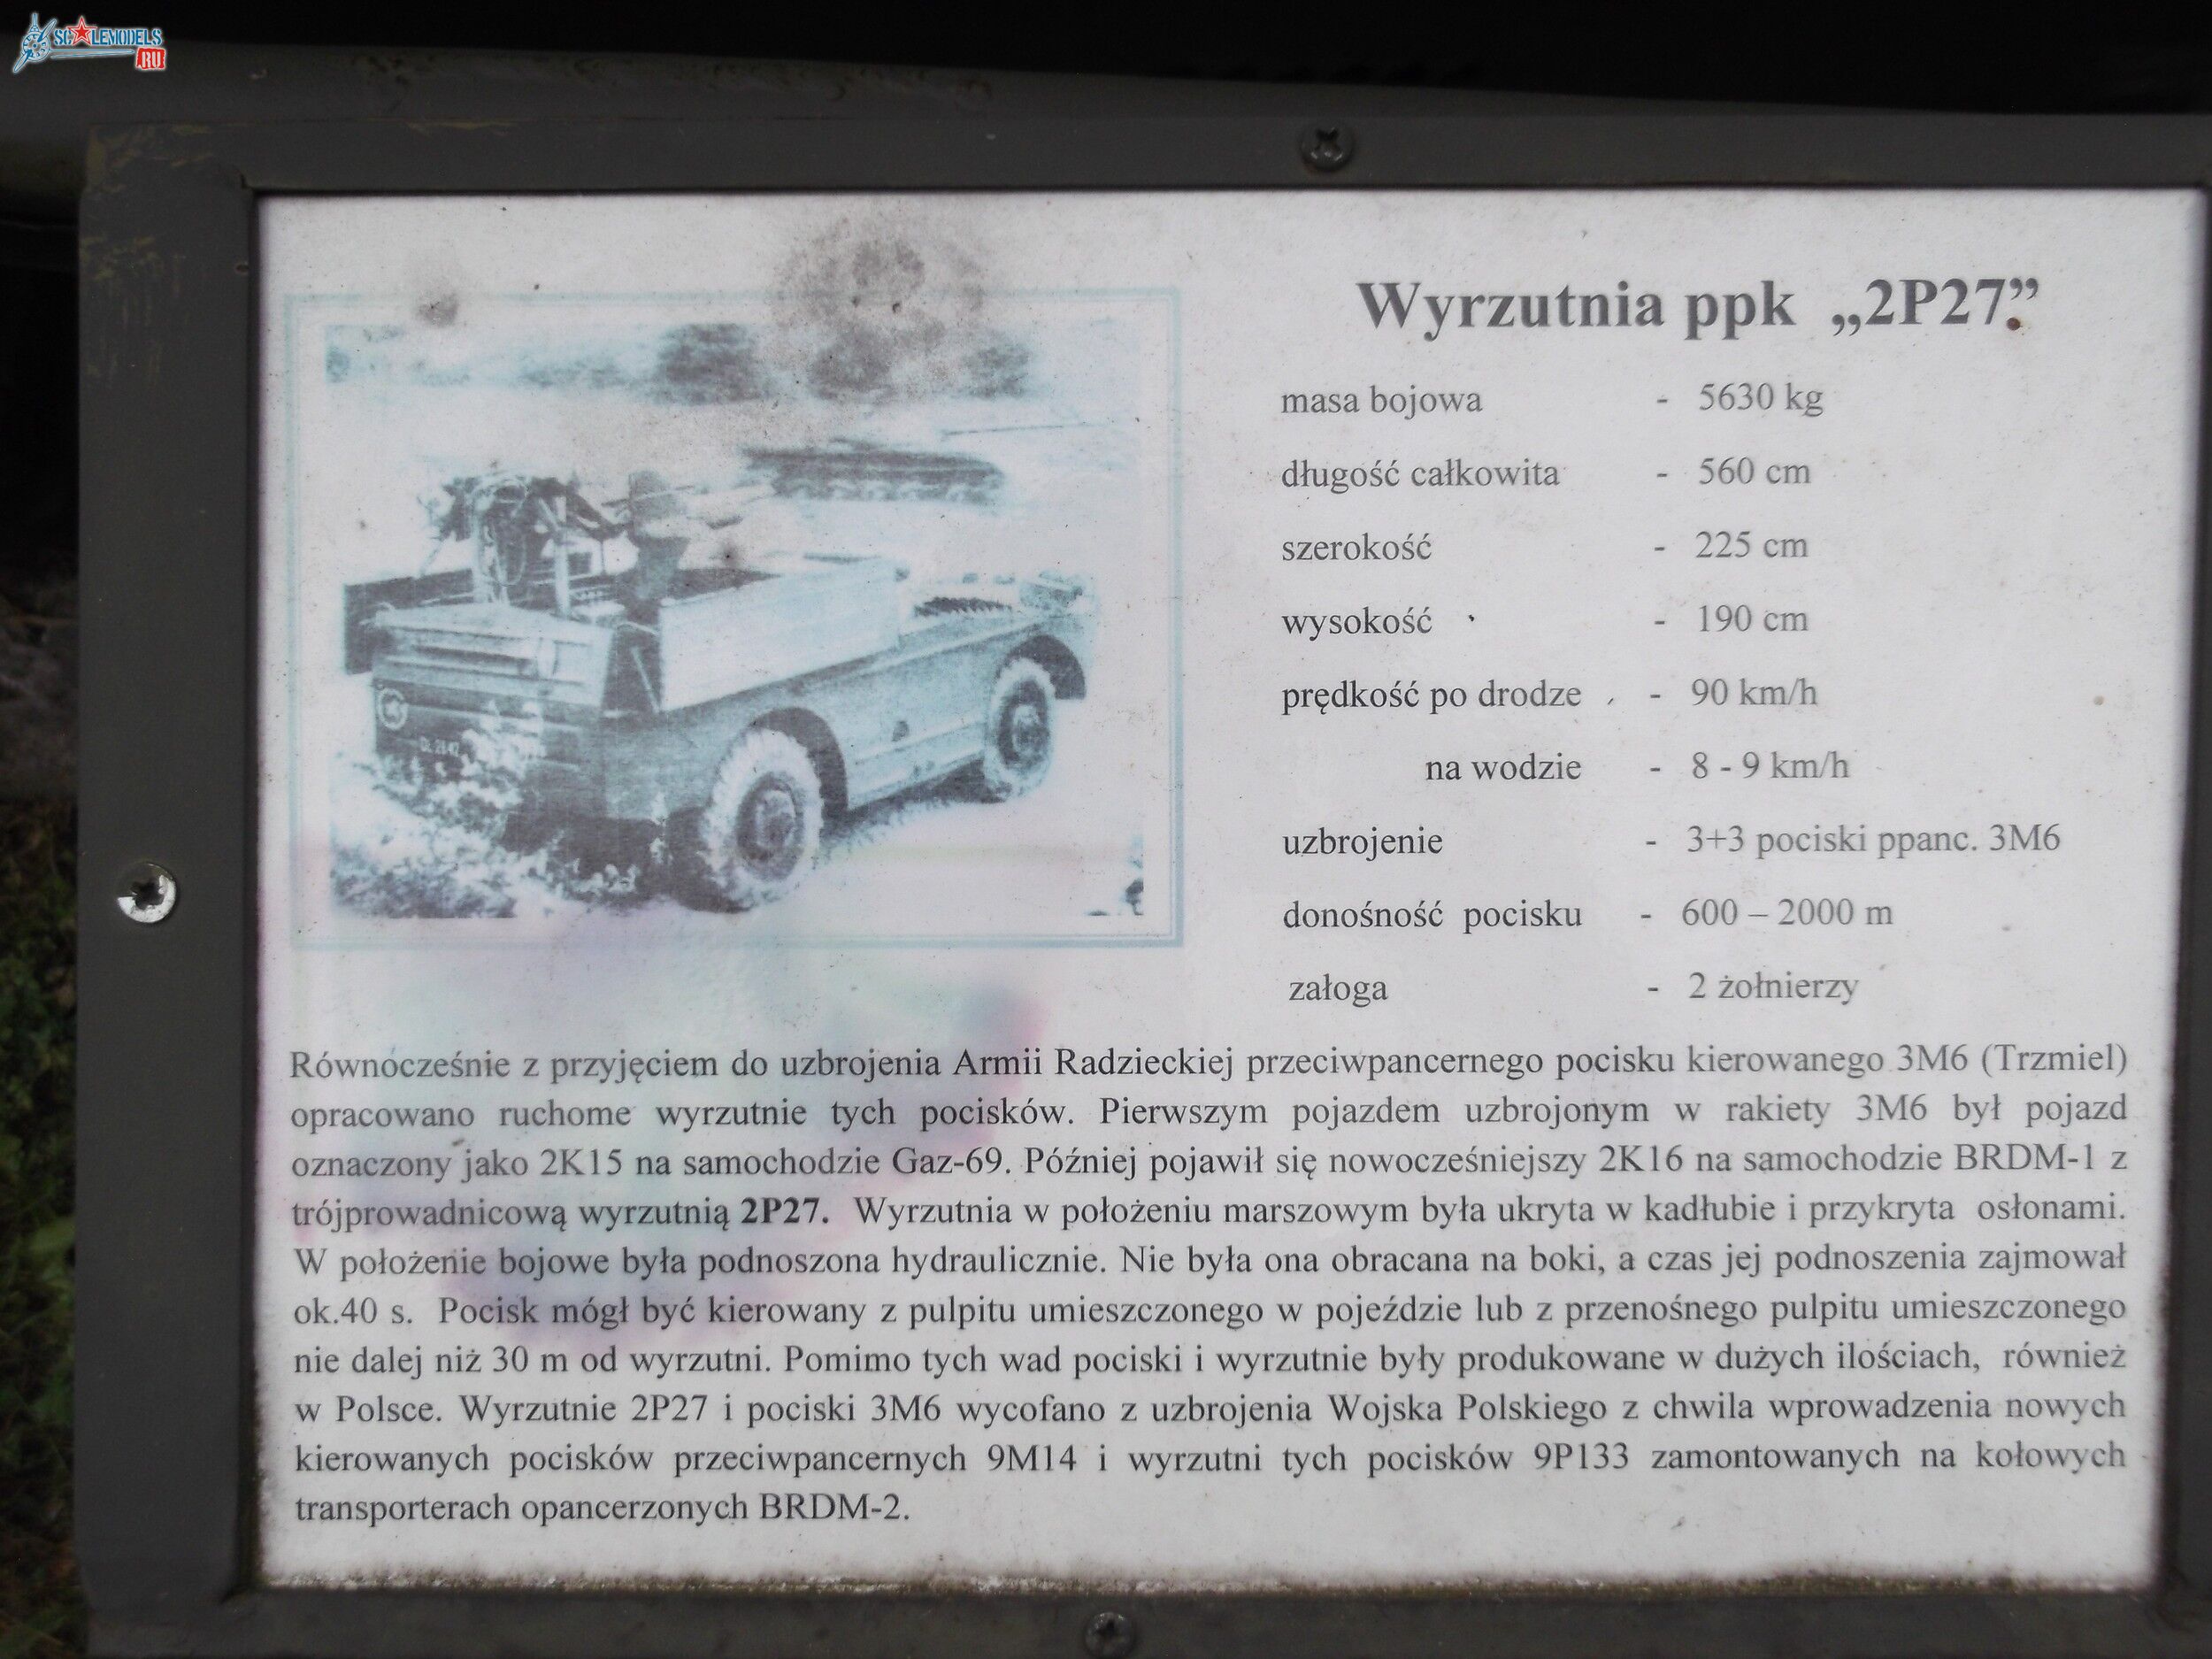 SCALEMODELS
.RU
Wyrzutnia ppk „2P27”
masa bojowa - 5630 kg
długość całkowita - 560 cm
szerokość - 225 cm
wysokość - 190 cm
prędkość po drodze - 90 km/h
na wodzie - 8 - 9 km/h
uzbrojenie - 3+3 pociski ppanc. 3M6
donośność pocisku - 600 – 2000 m
załoga - 2 żołnierzy
Równocześnie z przyjęciem do uzbrojenia Armii Radzieckiej przeciwpancernego pocisku kierowanego 3M6 (Trzmiel)
opracowano ruchome wyrzutnie tych pocisków. Pierwszym pojazdem uzbrojonym w rakiety 3M6 był pojazd
oznaczony jako 2K15 na samochodzie Gaz-69. Później pojawił się nowocześniejszy 2K16 na samochodzie BRDM-1 z
trójprowadnicową wyrzutnią 2P27. Wyrzutnia w położeniu marszowym była ukryta w kadłubie i przykryta osłonami.
W położenie bojowe była podnoszona hydraulicznie. Nie była ona obracana na boki, a czas jej podnoszenia zajmował
ok.40 s. Pocisk mógł być kierowany z pulpitu umieszczonego w pojeździe lub z przenośnego pulpitu umieszczonego
nie dalej niż 30 m od wyrzutni. Pomimo tych wad pociski i wyrzutnie były produkowane w dużych ilościach, również
w Polsce. Wyrzutnie 2P27 i pociski 3M6 wycofano z uzbrojenia Wojska Polskiego z chwila wprowadzenia nowych
kierowanych pocisków przeciwpancernych 9M14 i wyrzutni tych pocisków 9P133 zamontowanych na kołowych
transporterach opancerzonych BRDM-2.